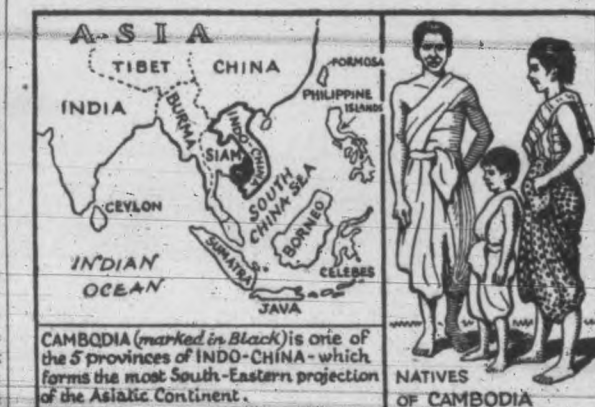 ASIA
TIBET
CHINA
FORMOSA
INDIA
BURMA
PHILIPPINE
ISLANDS
SIAM
INDO-CHINA
SOUTH
CHINA SEA
CEYLON
BORNEO
INDIAN
OCEAN
SUMATRA
CELEBES
JAVA
CAMBODIA (marked in Black) is one of
the 5 provinces of INDO-CHINA - which
forms the most South-Eastern projection
of the Asiatic Continent.
NATIVES
OF CAMBODIA